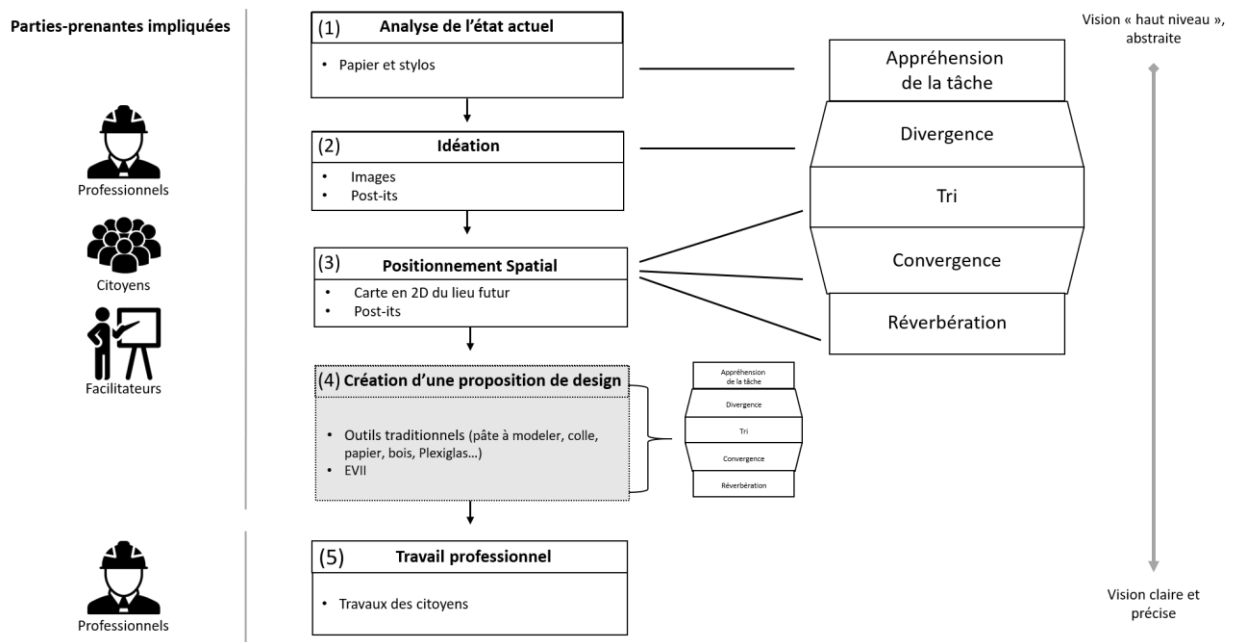 Parties-prenantes impliquées
Professionnels
Citoyens
Facilitateurs
Professionnels
(1) Analyse de l'état actuel
• Papier et stylos
(2) Idéation
• Images
• Post-its
(3) Positionnement Spatial
• Carte en 2D du lieu futur
• Post-its
(4) Création d'une proposition de design
• Outils traditionnels (pâte à modeler, colle,
papier, bois, Plexiglas…)
• EVII
(5) Travail professionnel
• Travaux des citoyens
Appréhension
de la tâche
Divergence
Tri
Convergence
Réverbération
Appréhension
de la tâche
Divergence
Tri
Convergence
Réverbération
Vision « haut niveau »,
abstraite
Vision claire et
précise